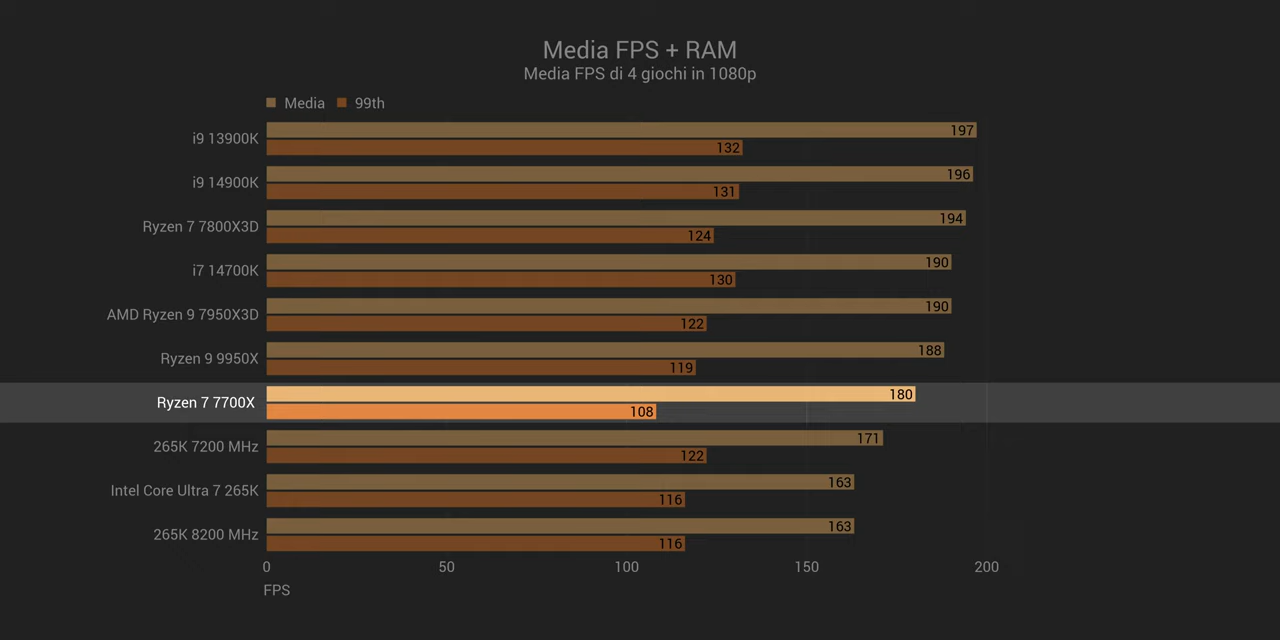 Media FPS + RAM
Media FPS di 4 giochi in 1080p
Media 99th
i9 13900K 197
132
i9 14900K 196
131
Ryzen 7 7800X3D 194
124
i7 14700K 190
130
AMD Ryzen 9 7950X3D 190
122
Ryzen 9 9950X 188
119
Ryzen 7 7700X 180
108
265K 7200 MHz 171
122
Intel Core Ultra 7 265K 163
116
265K 8200 MHz 163
116
0 50 100 150 200
FPS